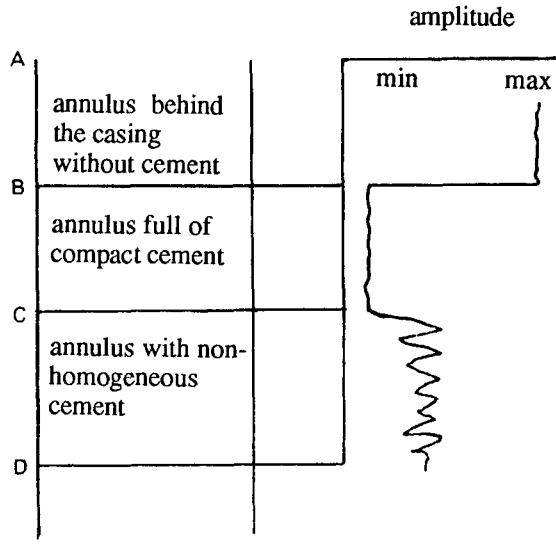 amplitude
A
min max
annulus behind
the casing
without cement
B
annulus full of
compact cement
C
annulus with non-
homogeneous
cement
D